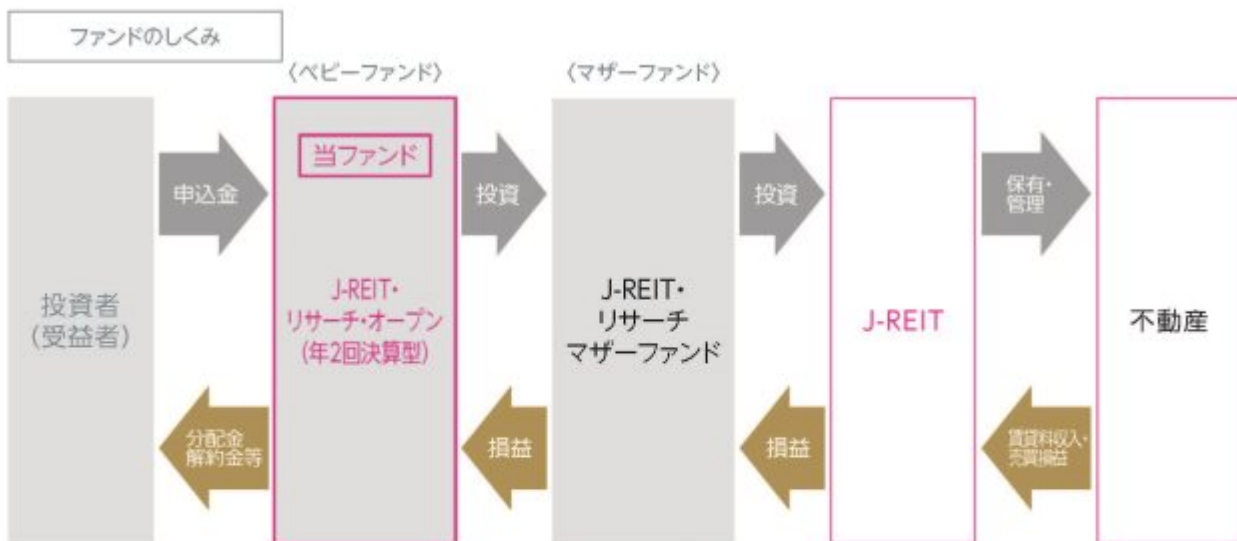 ファンドのしくみ
〈ベビーファンド〉
〈マザーファンド〉
投資者
(受益者)
申込金
分配金
解約金等
当ファンド
J-REIT・
リサーチ・オープン
(年2回決算型)
投資
損益
J-REIT・
リサーチ
マザーファンド
投資
損益
J-REIT
保有・
管理
賃貸料収入・
売買損益
不動産